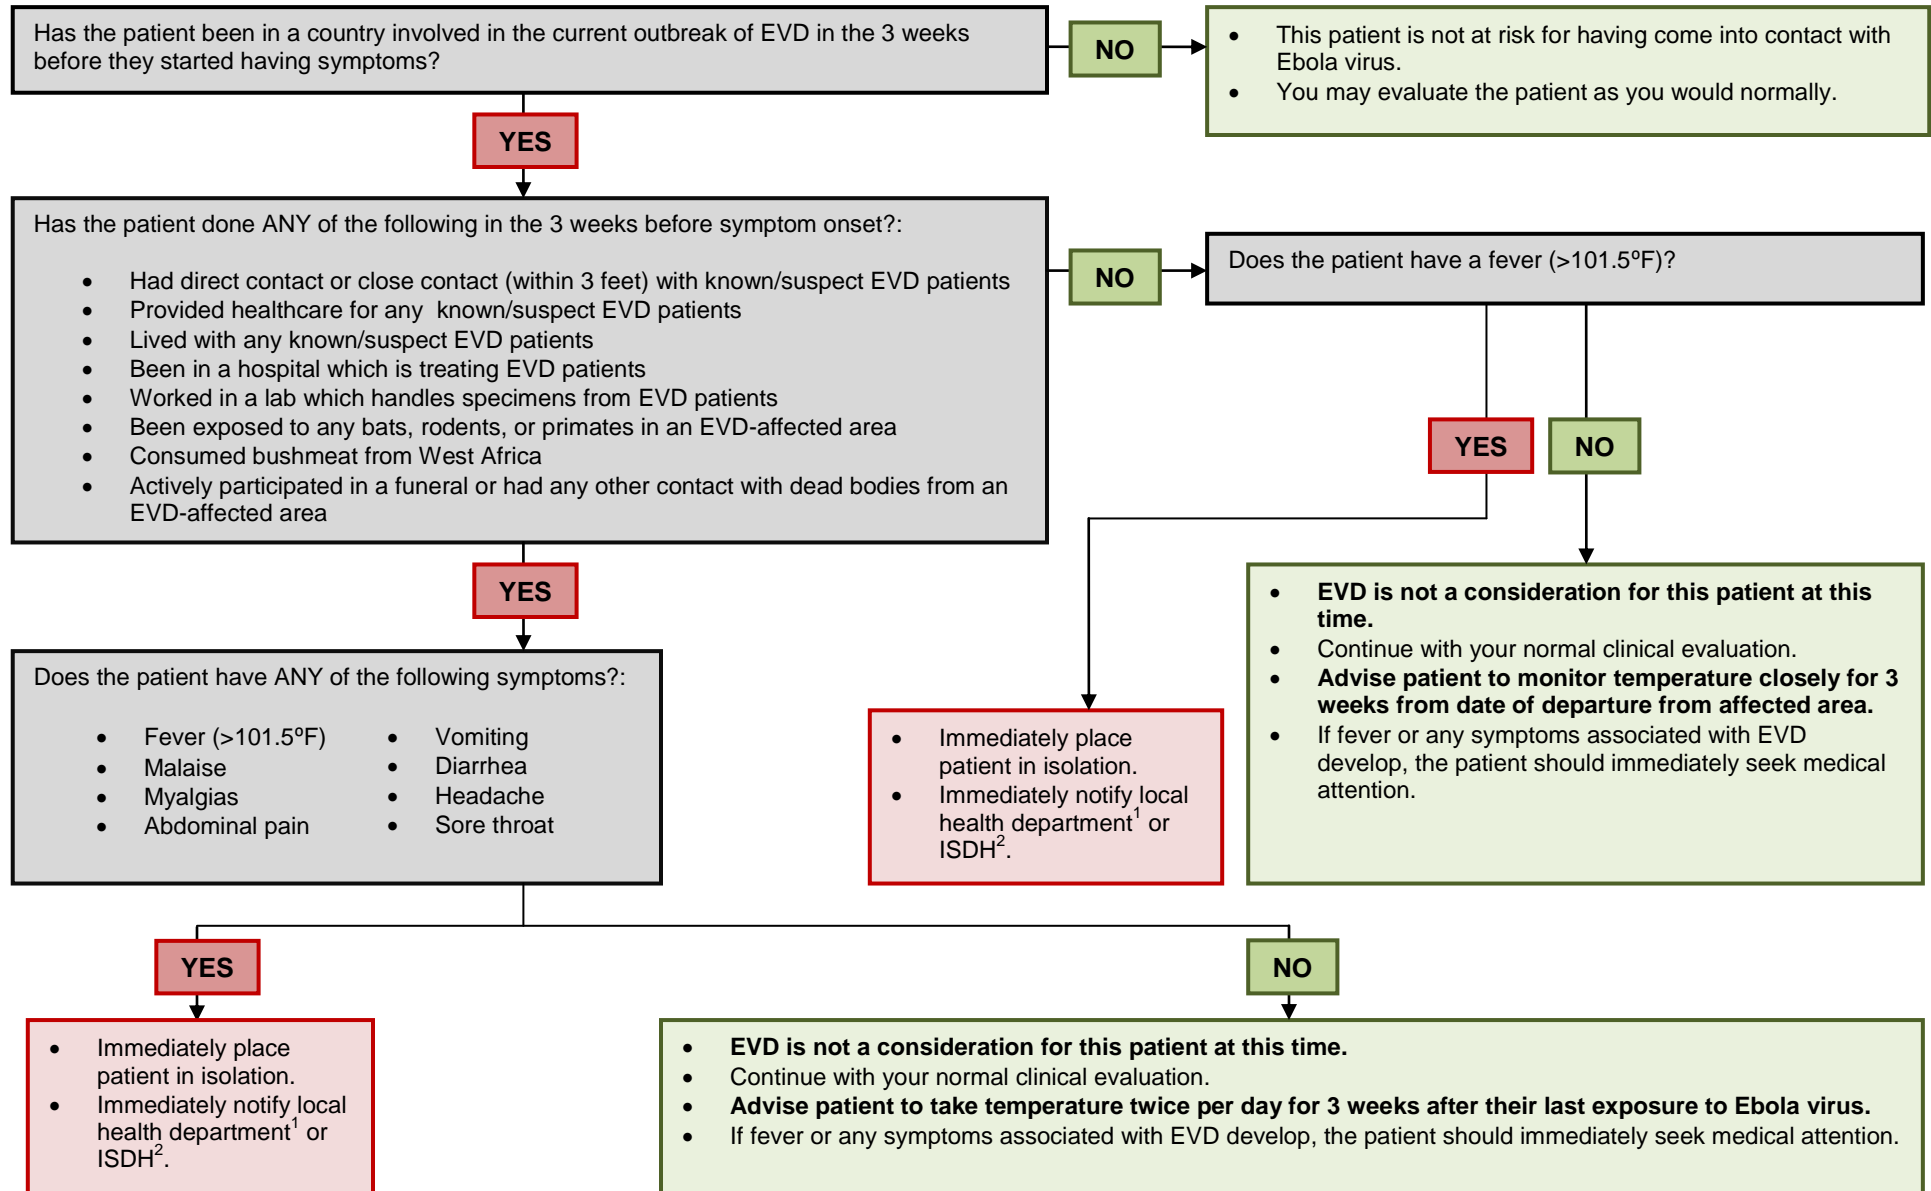 Has the patient been in a country involved in the current outbreak of EVD in the 3 weeks
before they started having symptoms?
NO
• This patient is not at risk for having come into contact with
Ebola virus.
• You may evaluate the patient as you would normally.
YES
Has the patient done ANY of the following in the 3 weeks before symptom onset?:
• Had direct contact or close contact (within 3 feet) with known/suspect EVD patients
• Provided healthcare for any known/suspect EVD patients
• Lived with any known/suspect EVD patients
• Been in a hospital which is treating EVD patients
• Worked in a lab which handles specimens from EVD patients
• Been exposed to any bats, rodents, or primates in an EVD-affected area
• Consumed bushmeat from West Africa
• Actively participated in a funeral or had any other contact with dead bodies from an
EVD-affected area
NO
Does the patient have a fever (>101.5ºF)?
YES
NO
YES
Does the patient have ANY of the following symptoms?:
• Fever (>101.5ºF)
• Malaise
• Myalgias
• Abdominal pain
• Vomiting
• Diarrhea
• Headache
• Sore throat
• Immediately place
patient in isolation.
• Immediately notify local
health department¹ or
ISDH².
• EVD is not a consideration for this patient at this
time.
• Continue with your normal clinical evaluation.
• Advise patient to monitor temperature closely for 3
weeks from date of departure from affected area.
• If fever or any symptoms associated with EVD
develop, the patient should immediately seek medical
attention.
YES
NO
• Immediately place
patient in isolation.
• Immediately notify local
health department¹ or
ISDH².
• EVD is not a consideration for this patient at this time.
• Continue with your normal clinical evaluation.
• Advise patient to take temperature twice per day for 3 weeks after their last exposure to Ebola virus.
• If fever or any symptoms associated with EVD develop, the patient should immediately seek medical attention.